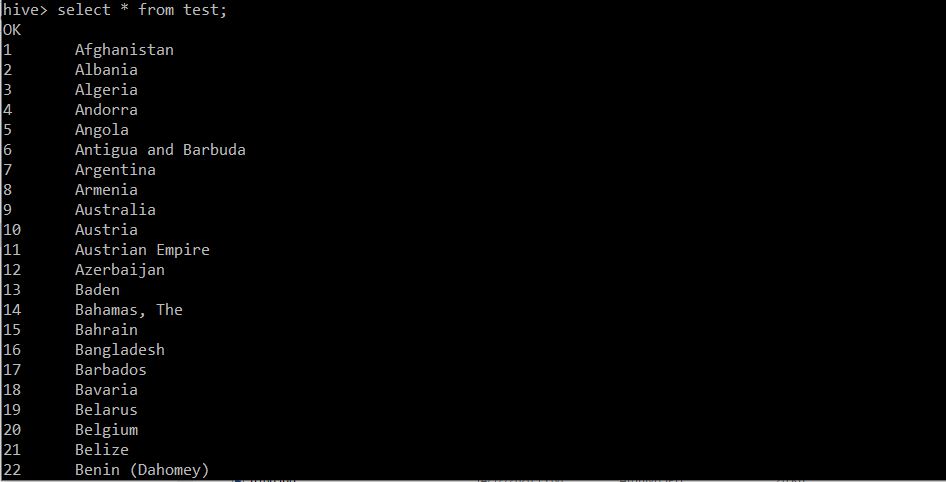 hive> select * from test;
OK
1 Afghanistan
2 Albania
3 Algeria
4 Andorra
5 Angola
6 Antigua and Barbuda
7 Argentina
8 Armenia
9 Australia
10 Austria
11 Austrian Empire
12 Azerbaijan
13 Baden
14 Bahamas, The
15 Bahrain
16 Bangladesh
17 Barbados
18 Bavaria
19 Belarus
20 Belgium
21 Belize
22 Benin (Dahomey)